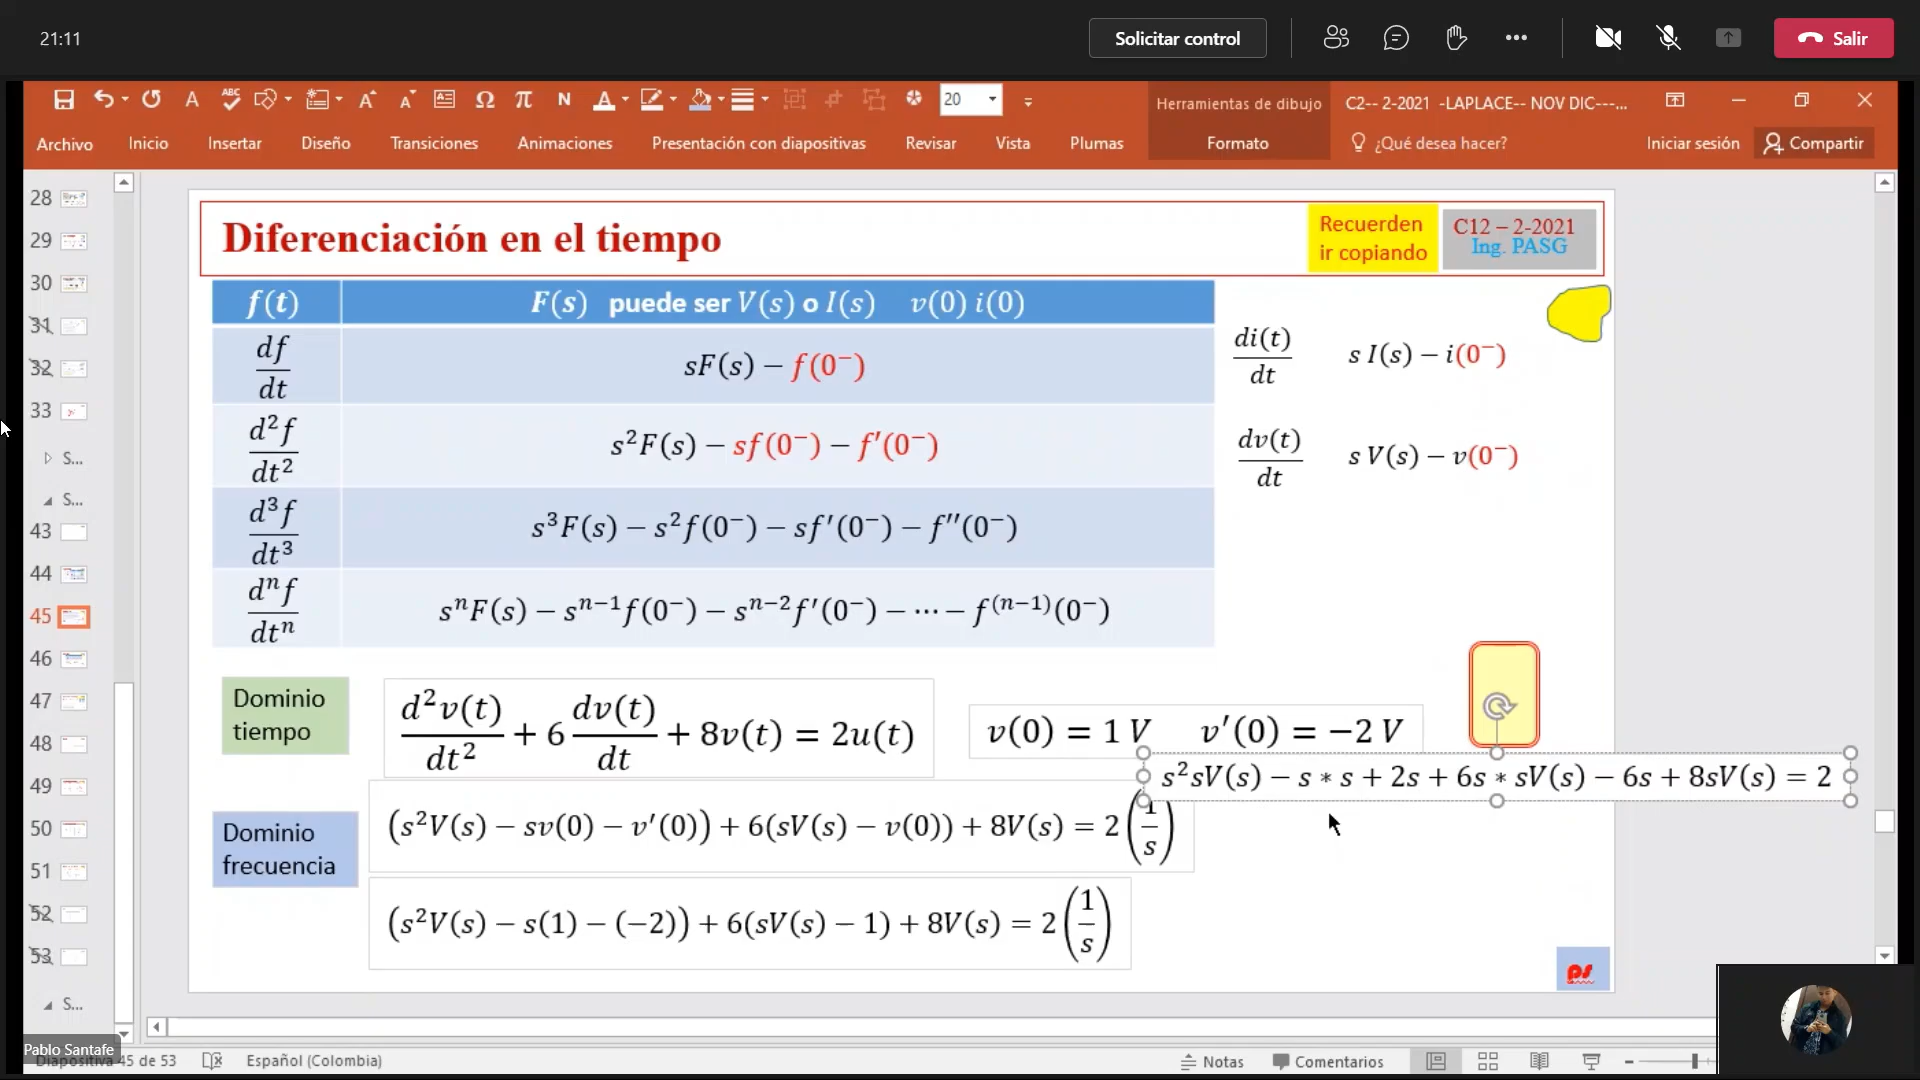 21:11
Solicitar control
Salir
20
Herramientas de dibujo
C2-- 2-2021 -LAPLACE-- NOV DIC---...
Archivo Inicio Insertar Diseño Transiciones Animaciones Presentación con diapositivas Revisar Vista Plumas Formato ¿Qué desea hacer? Iniciar sesión Compartir
28
29
30
31
32
33
S...
S...
43
44
45
46
47
48
49
50
51
52
53
S...
Diferenciación en el tiempo
Recuerden
ir copiando
C12 – 2-2021
Ing. PASG
f(t) F(s) puede ser V(s) o I(s) v(0) i(0)
df/dt sF(s) − f(0⁻)
d²f/dt² s²F(s) − sf(0⁻) − f′(0⁻)
d³f/dt³ s³F(s) − s²f(0⁻) − sf′(0⁻) − f′′(0⁻)
dⁿf/dtⁿ sⁿF(s) − sⁿ⁻¹f(0⁻) − sⁿ⁻²f′(0⁻) − ⋯ − f⁽ⁿ⁻¹⁾(0⁻)
di(t)/dt s I(s) − i(0⁻)
dv(t)/dt s V(s) − v(0⁻)
Dominio
tiempo
d²v(t)/dt² + 6 dv(t)/dt + 8v(t) = 2u(t)
v(0) = 1 V v′(0) = −2 V
s²sV(s) − s ∗ s + 2s + 6s ∗ sV(s) − 6s + 8sV(s) = 2
Dominio
frecuencia
(s²V(s) − sv(0) − v′(0)) + 6(sV(s) − v(0)) + 8V(s) = 2(1/s)
(s²V(s) − s(1) − (−2)) + 6(sV(s) − 1) + 8V(s) = 2(1/s)
ps
Pablo Santafe
Diapositiva 45 de 53 Español (Colombia) Notas Comentarios